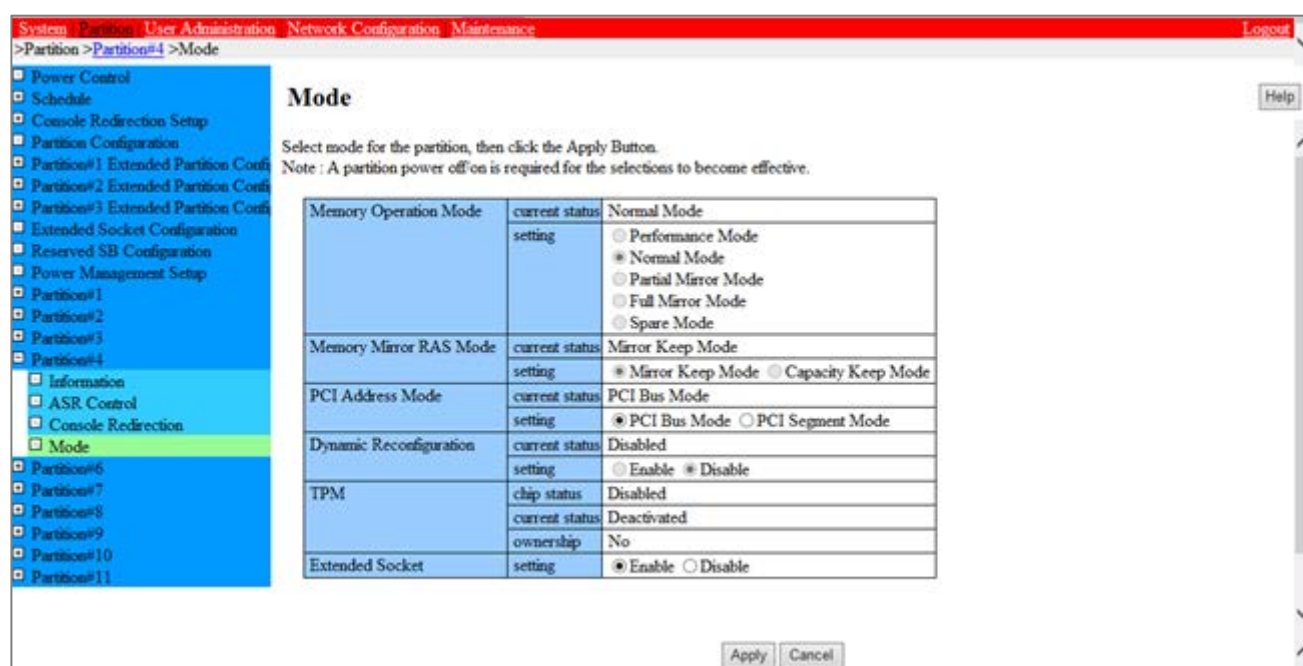 System Partition User Administration Network Configuration Maintenance Logout
>Partition >Partition#4 >Mode
Power Control
Schedule
Console Redirection Setup
Partition Configuration
Partition#1 Extended Partition Confi
Partition#2 Extended Partition Confi
Partition#3 Extended Partition Confi
Extended Socket Configuration
Reserved SB Configuration
Power Management Setup
Partition#1
Partition#2
Partition#3
Partition#4
Information
ASR Control
Console Redirection
Mode
Partition#6
Partition#7
Partition#8
Partition#9
Partition#10
Partition#11
Mode
Help
Select mode for the partition, then click the Apply Button.
Note : A partition power off/on is required for the selections to become effective.
Memory Operation Mode current status Normal Mode
setting Performance Mode
Normal Mode
Partial Mirror Mode
Full Mirror Mode
Spare Mode
Memory Mirror RAS Mode current status Mirror Keep Mode
setting Mirror Keep Mode Capacity Keep Mode
PCI Address Mode current status PCI Bus Mode
setting PCI Bus Mode PCI Segment Mode
Dynamic Reconfiguration current status Disabled
setting Enable Disable
TPM chip status Disabled
current status Deactivated
ownership No
Extended Socket setting Enable Disable
Apply Cancel